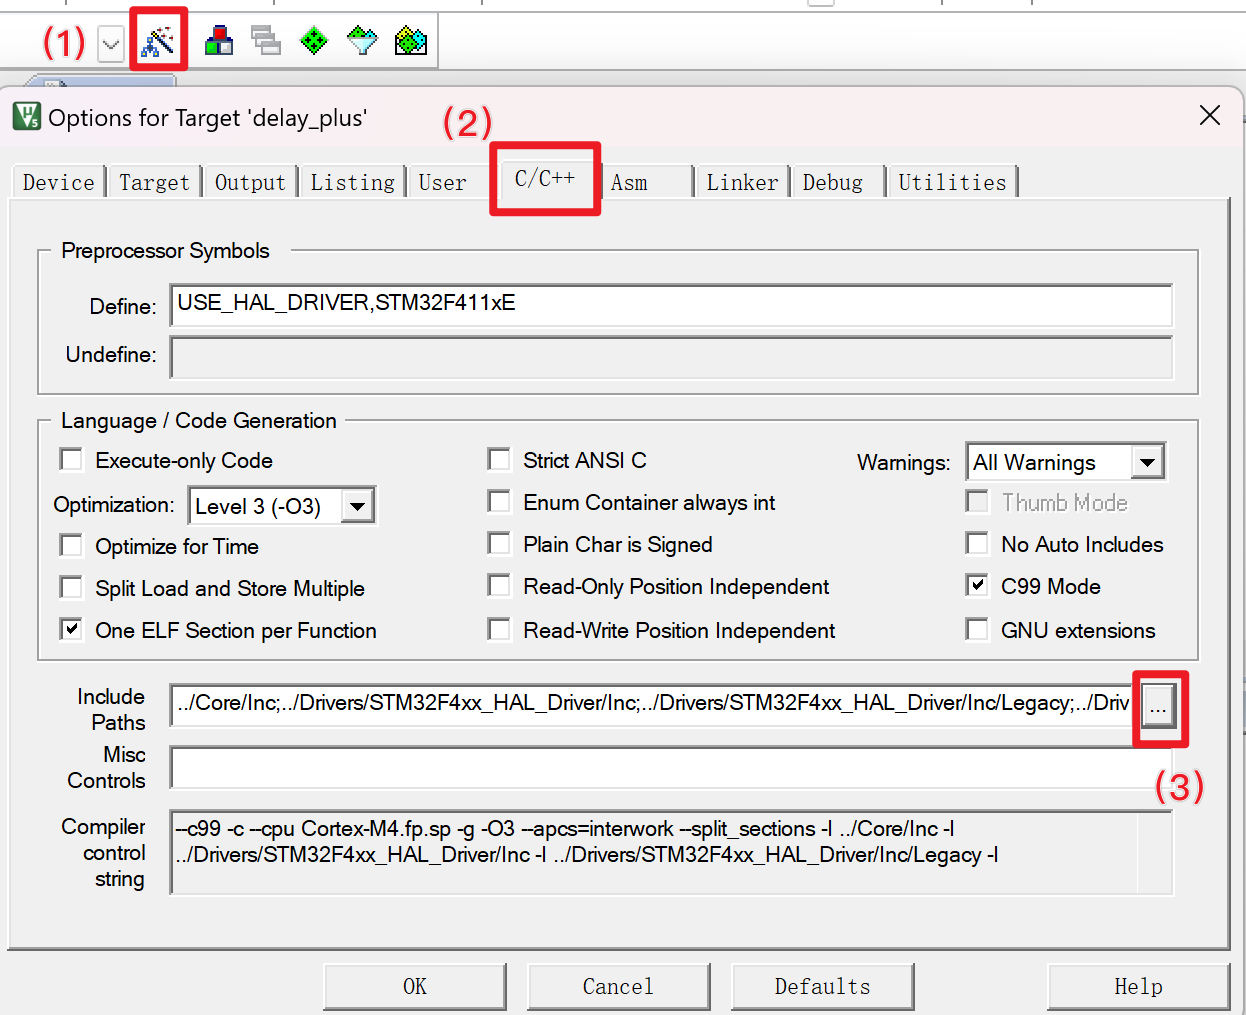 (1)
Options for Target 'delay_plus'
(2)
Device Target Output Listing User C/C++ Asm Linker Debug Utilities
Preprocessor Symbols
Define: USE_HAL_DRIVER,STM32F411xE
Undefine:
Language / Code Generation
Execute-only Code Strict ANSI C Warnings: All Warnings
Optimization: Level 3 (-O3) Enum Container always int Thumb Mode
Optimize for Time Plain Char is Signed No Auto Includes
Split Load and Store Multiple Read-Only Position Independent C99 Mode
One ELF Section per Function Read-Write Position Independent GNU extensions
Include
Paths
../Core/Inc;../Drivers/STM32F4xx_HAL_Driver/Inc;../Drivers/STM32F4xx_HAL_Driver/Inc/Legacy;../Driv ...
Misc
Controls
(3)
Compiler
control
string
--c99 -c --cpu Cortex-M4.fp.sp -g -O3 --apcs=interwork --split_sections -I ../Core/Inc -I
../Drivers/STM32F4xx_HAL_Driver/Inc -I ../Drivers/STM32F4xx_HAL_Driver/Inc/Legacy -I
OK Cancel Defaults Help